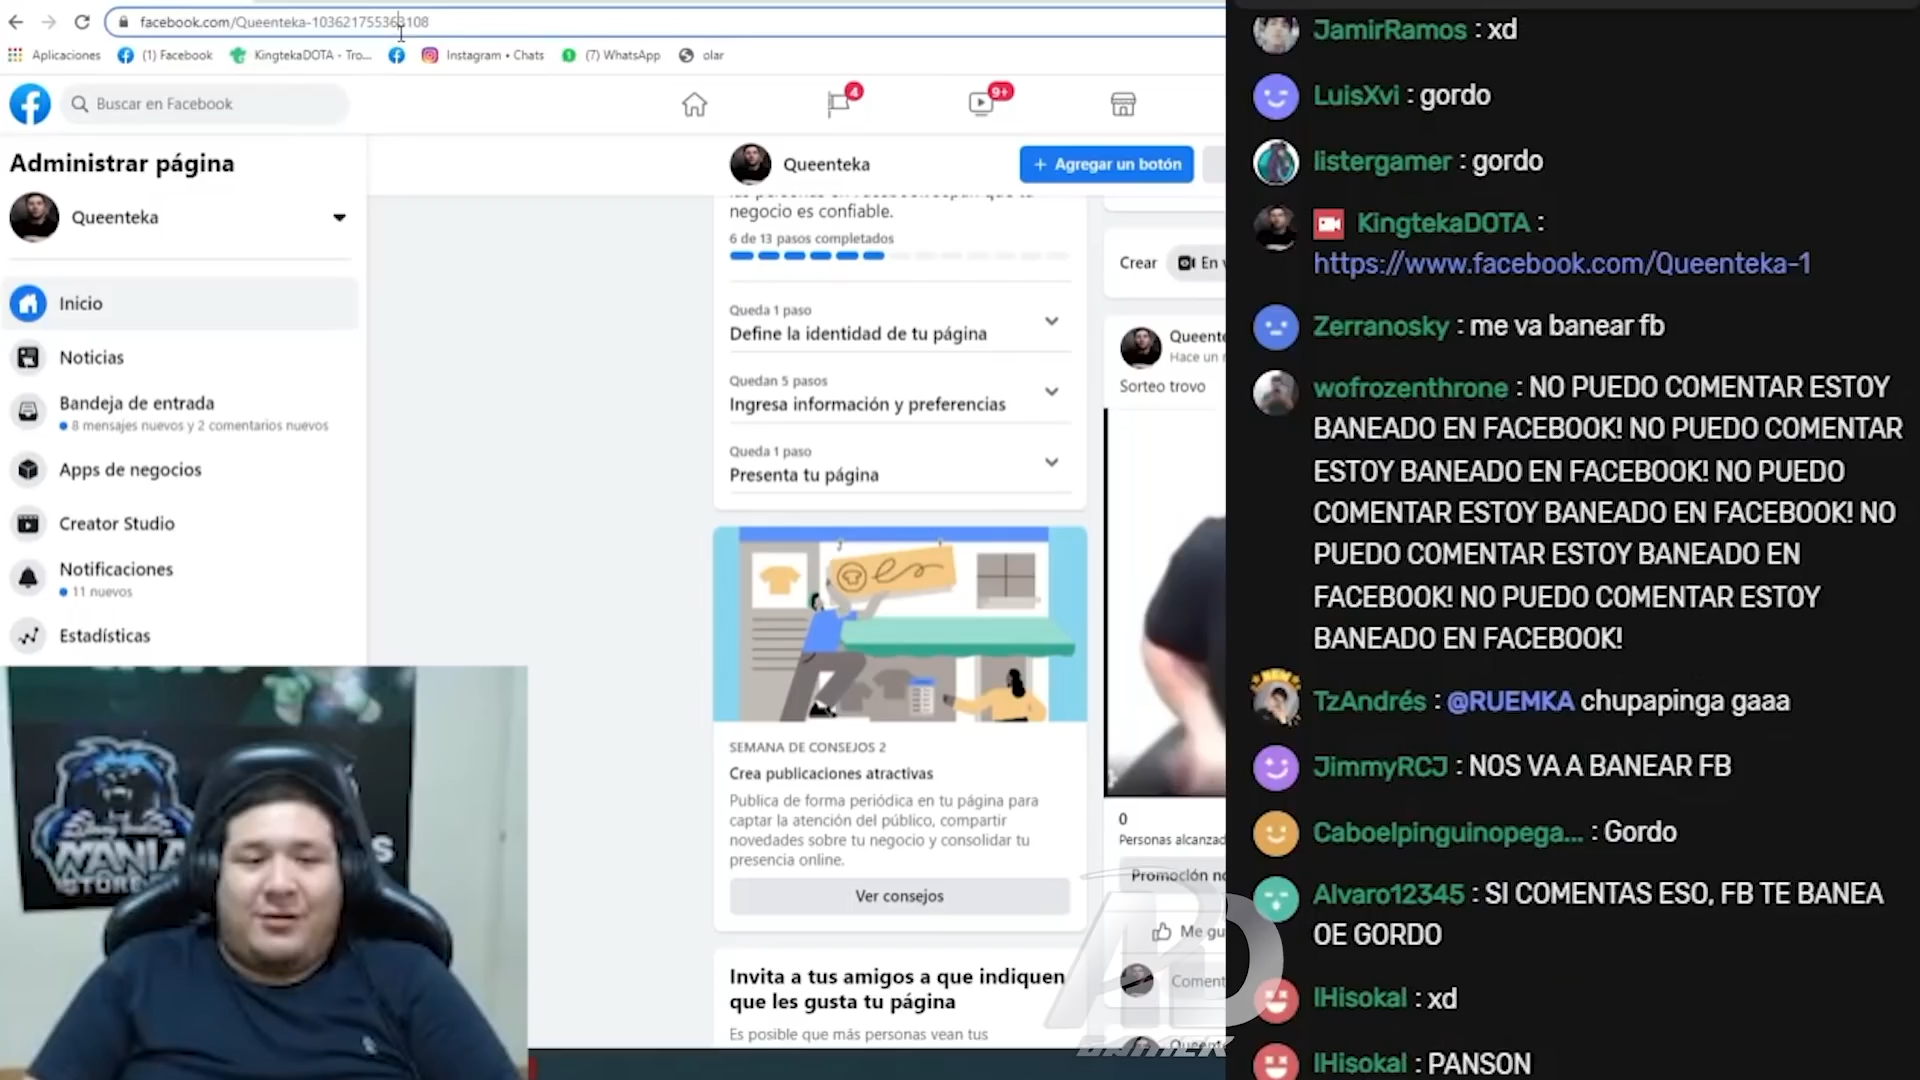 facebook.com/Queenteka-103621755363108
Aplicaciones
(1) Facebook
KingtekaDOTA - Tro...
Instagram • Chats
(7) WhatsApp
olar
Buscar en Facebook
4
9+
Administrar página
Queenteka
Inicio
Noticias
Bandeja de entrada
8 mensajes nuevos y 2 comentarios nuevos
Apps de negocios
Creator Studio
Notificaciones
11 nuevos
Estadísticas
Queenteka
+ Agregar un botón
negocio es confiable.
6 de 13 pasos completados
Queda 1 paso
Define la identidad de tu página
Quedan 5 pasos
Ingresa información y preferencias
Queda 1 paso
Presenta tu página
SEMANA DE CONSEJOS 2
Crea publicaciones atractivas
Publica de forma periódica en tu página para
captar la atención del público, compartir
novedades sobre tu negocio y consolidar tu
presencia online.
Ver consejos
Invita a tus amigos a que indiquen
que les gusta tu página
Es posible que más personas vean tus
Crear
En v
Queente
Hace un
Sorteo trovo
0
Personas alcanzad
Promoción no
Me gu
Coment
MANIA
STORE
GAMER
JamirRamos : xd
LuisXvi : gordo
listergamer : gordo
KingtekaDOTA :
https://www.facebook.com/Queenteka-1
Zerranosky : me va banear fb
wofrozenthrone : NO PUEDO COMENTAR ESTOY
BANEADO EN FACEBOOK! NO PUEDO COMENTAR
ESTOY BANEADO EN FACEBOOK! NO PUEDO
COMENTAR ESTOY BANEADO EN FACEBOOK! NO
PUEDO COMENTAR ESTOY BANEADO EN
FACEBOOK! NO PUEDO COMENTAR ESTOY
BANEADO EN FACEBOOK!
TzAndrés : @RUEMKA chupapinga gaaa
JimmyRCJ : NOS VA A BANEAR FB
Caboelpinguinopega... : Gordo
Alvaro12345 : SI COMENTAS ESO, FB TE BANEA
OE GORDO
lHisokal : xd
lHisokal : PANSON